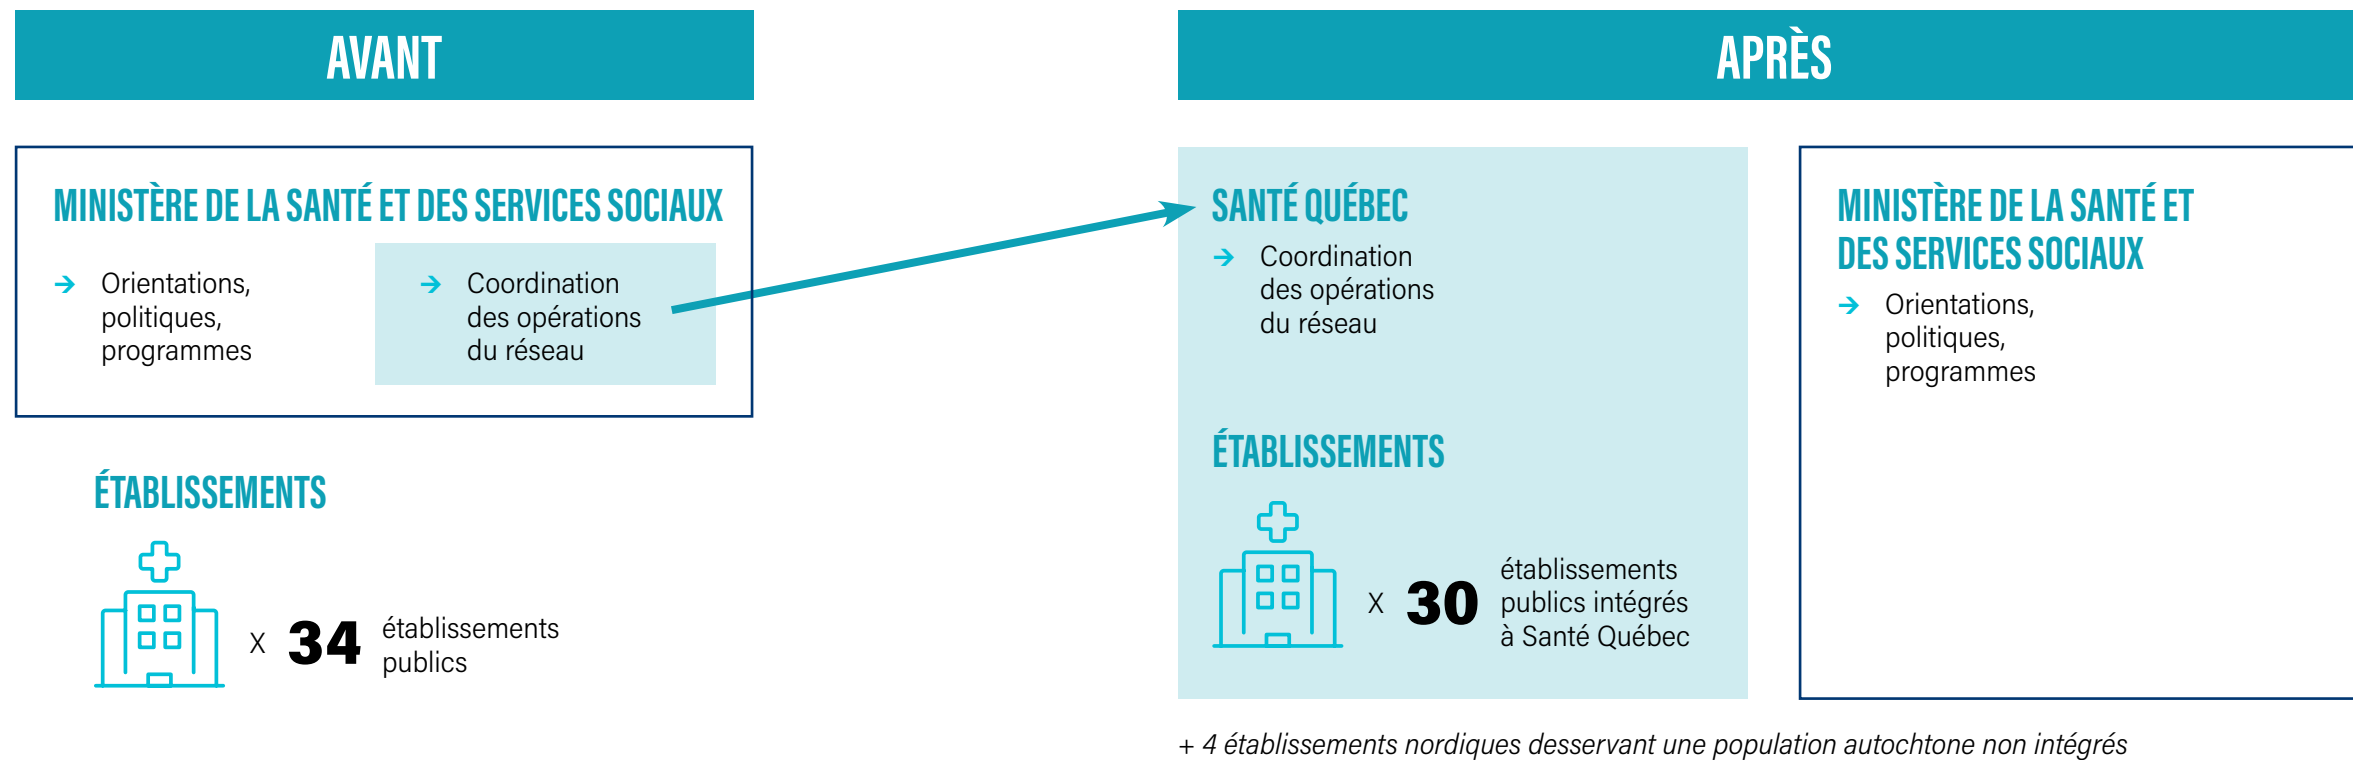 AVANT
MINISTÈRE DE LA SANTÉ ET DES SERVICES SOCIAUX
→ Orientations,
politiques,
programmes
→ Coordination
des opérations
du réseau
ÉTABLISSEMENTS
X 34 établissements
publics
APRÈS
SANTÉ QUÉBEC
→ Coordination
des opérations
du réseau
ÉTABLISSEMENTS
X 30 établissements
publics intégrés
à Santé Québec
MINISTÈRE DE LA SANTÉ ET
DES SERVICES SOCIAUX
→ Orientations,
politiques,
programmes
+ 4 établissements nordiques desservant une population autochtone non intégrés